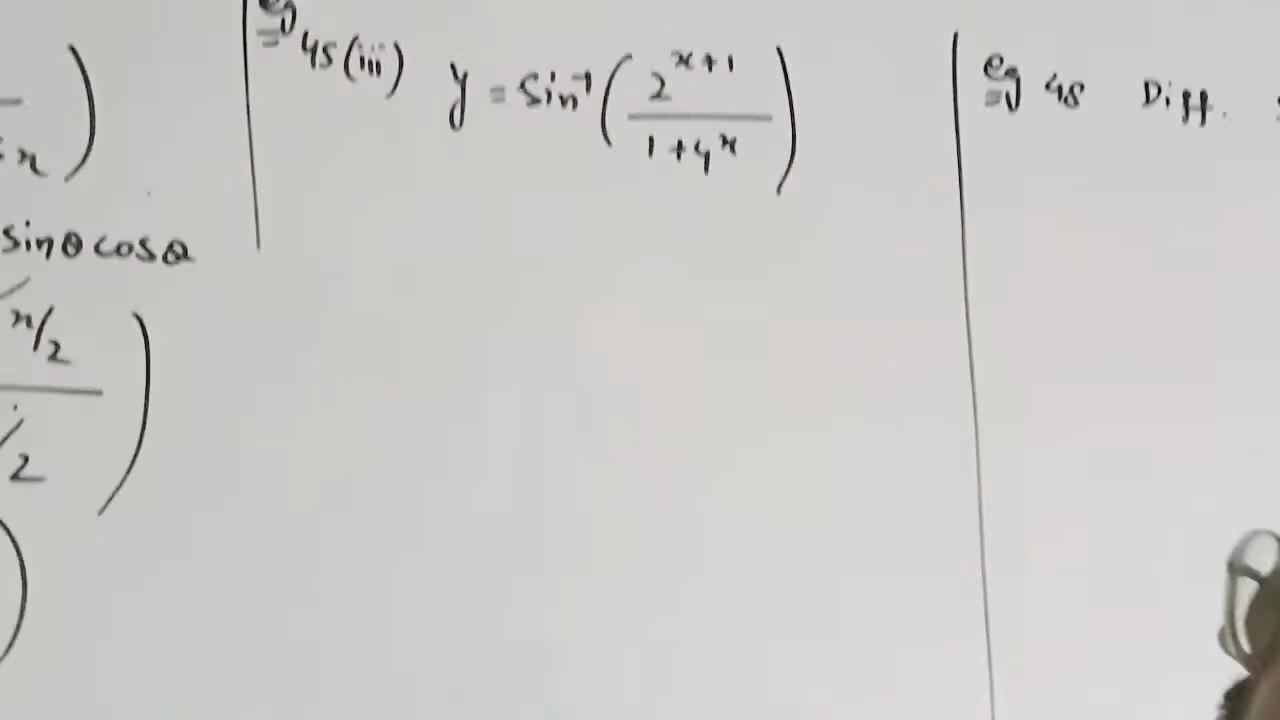 eg 45 (iii) y = sin⁻¹ ( 2^(x+1) / (1+4^x) )
eg 48 Diff.
sinθ cosθ
x/2
2